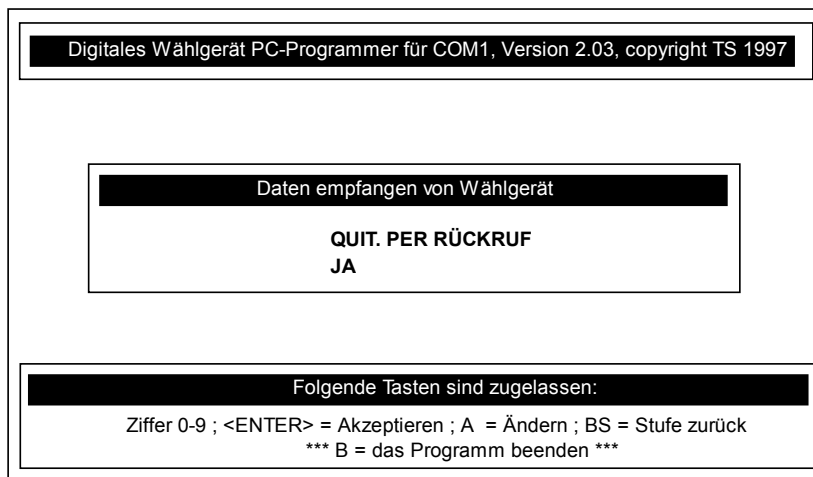 Digitales Wählgerät PC-Programmer für COM1, Version 2.03, copyright TS 1997
Daten empfangen von Wählgerät
QUIT. PER RÜCKRUF
JA
Folgende Tasten sind zugelassen:
Ziffer 0-9 ; <ENTER> = Akzeptieren ; A = Ändern ; BS = Stufe zurück
*** B = das Programm beenden ***